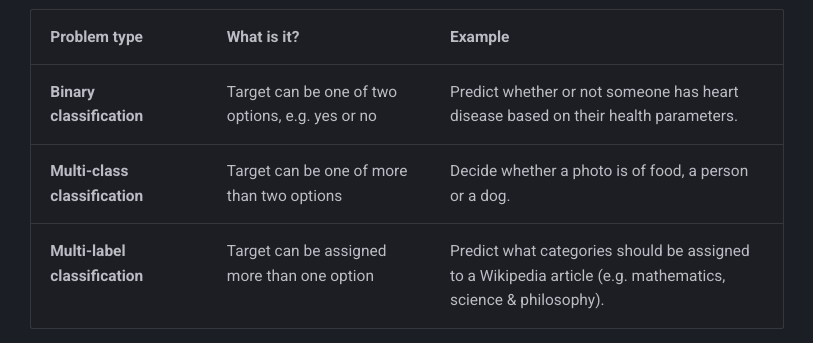 Problem type What is it? Example
Binary classification Target can be one of two options, e.g. yes or no Predict whether or not someone has heart disease based on their health parameters.
Multi-class classification Target can be one of more than two options Decide whether a photo is of food, a person or a dog.
Multi-label classification Target can be assigned more than one option Predict what categories should be assigned to a Wikipedia article (e.g. mathematics, science & philosophy).